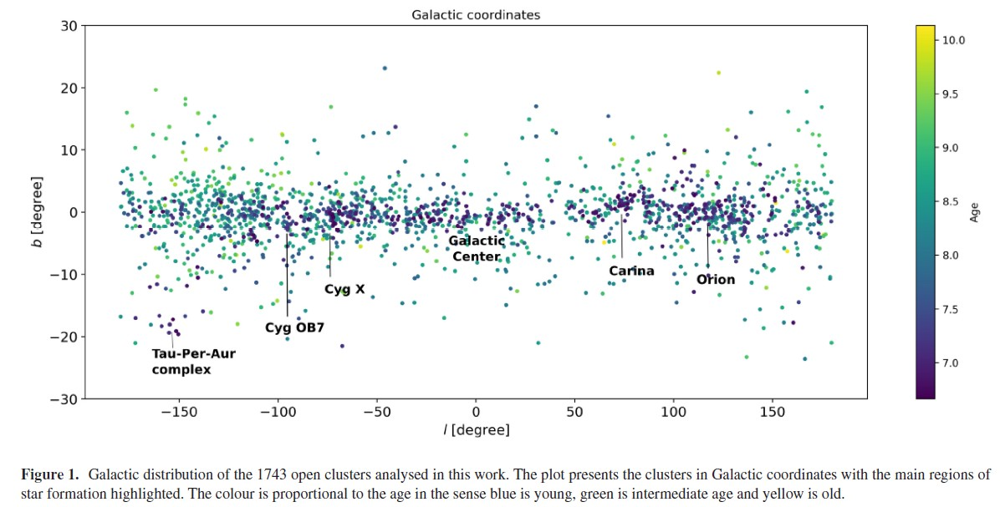 Galactic coordinates
30
20
10
0
−10
−20
−30
b [degree]
Galactic
Center
Carina
Orion
Cyg X
Cyg OB7
Tau-Per-Aur
complex
−150
−100
−50
0
50
100
150
l [degree]
10.0
9.5
9.0
8.5
8.0
7.5
7.0
Age
Figure 1. Galactic distribution of the 1743 open clusters analysed in this work. The plot presents the clusters in Galactic coordinates with the main regions of
star formation highlighted. The colour is proportional to the age in the sense blue is young, green is intermediate age and yellow is old.